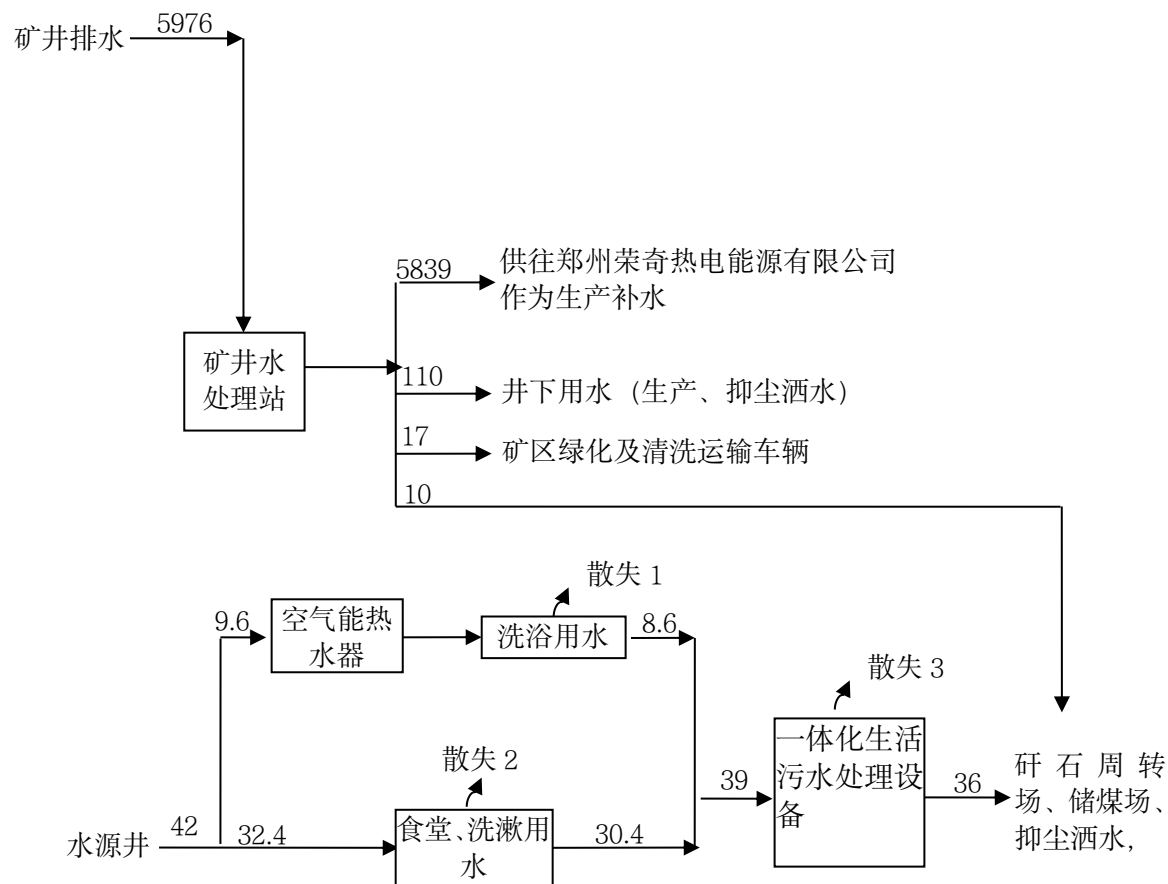 5976
矿井排水
5839
供往郑州荣奇热电能源有限公司
作为生产补水
矿井水
处理站
110
井下用水（生产、抑尘洒水）
17
矿区绿化及清洗运输车辆
10
散失 1
9.6
空气能热
水器
洗浴用水
8.6
散失 3
散失 2
一体化生活
污水处理设
备
39
36
矸石周转
场、储煤场、
抑尘洒水，
水源井
42
32.4
食堂、洗漱用
水
30.4